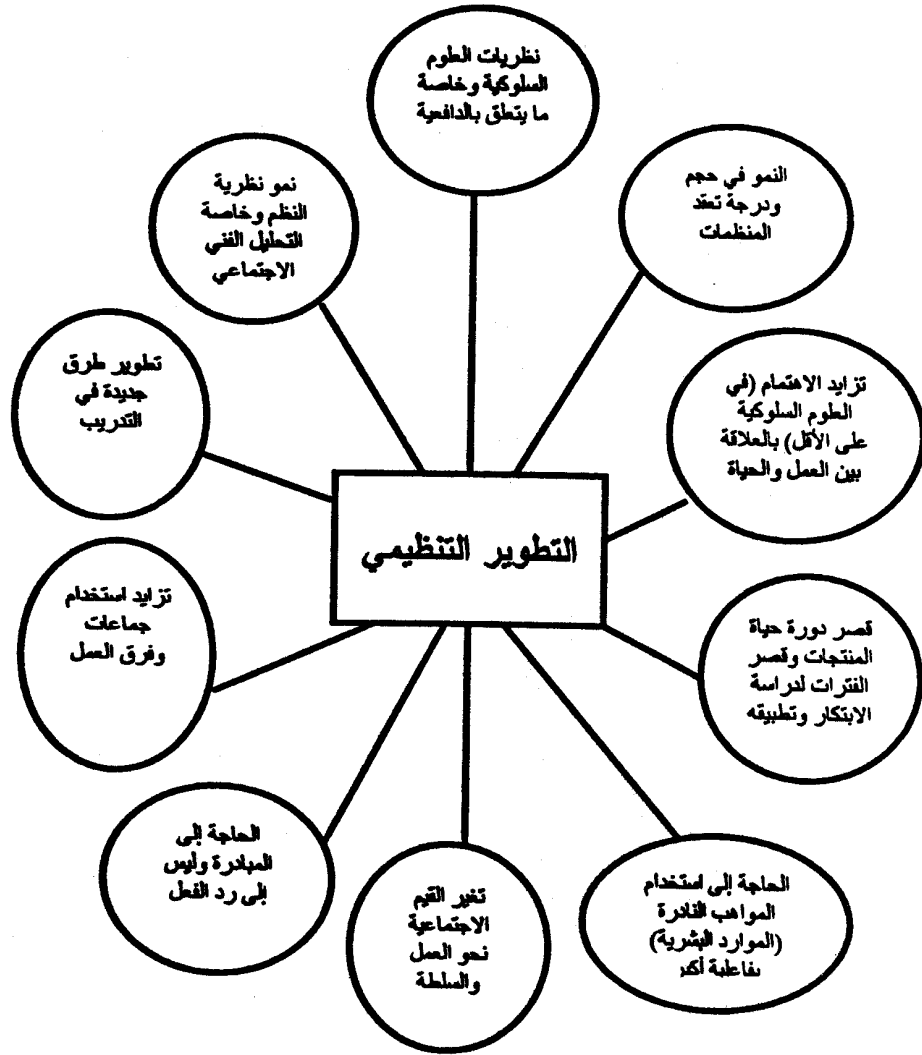 نظريات العلوم
السلوكية وخاصة
ما يتعلق بالدافعية
النمو في حجم
ودرجة تعقد
المنظمات
تزايد الاهتمام (في
العلوم السلوكية
على الأقل) بالعلاقة
بين العمل والحياة
قصر دورة حياة
المنتجات وقصر
الفترات لدراسة
الابتكار وتطبيقه
الحاجة إلى استخدام
المواهب النادرة
(الموارد البشرية)
بفاعلية أكبر
تغير القيم
الاجتماعية
نحو العمل
والسلطة
الحاجة إلى
المبادرة وليس
إلى رد الفعل
تزايد استخدام
جماعات
وفرق العمل
تطوير طرق
جديدة في
التدريب
نمو نظرية
النظم وخاصة
التحليل الفني
الاجتماعي
التطوير التنظيمي